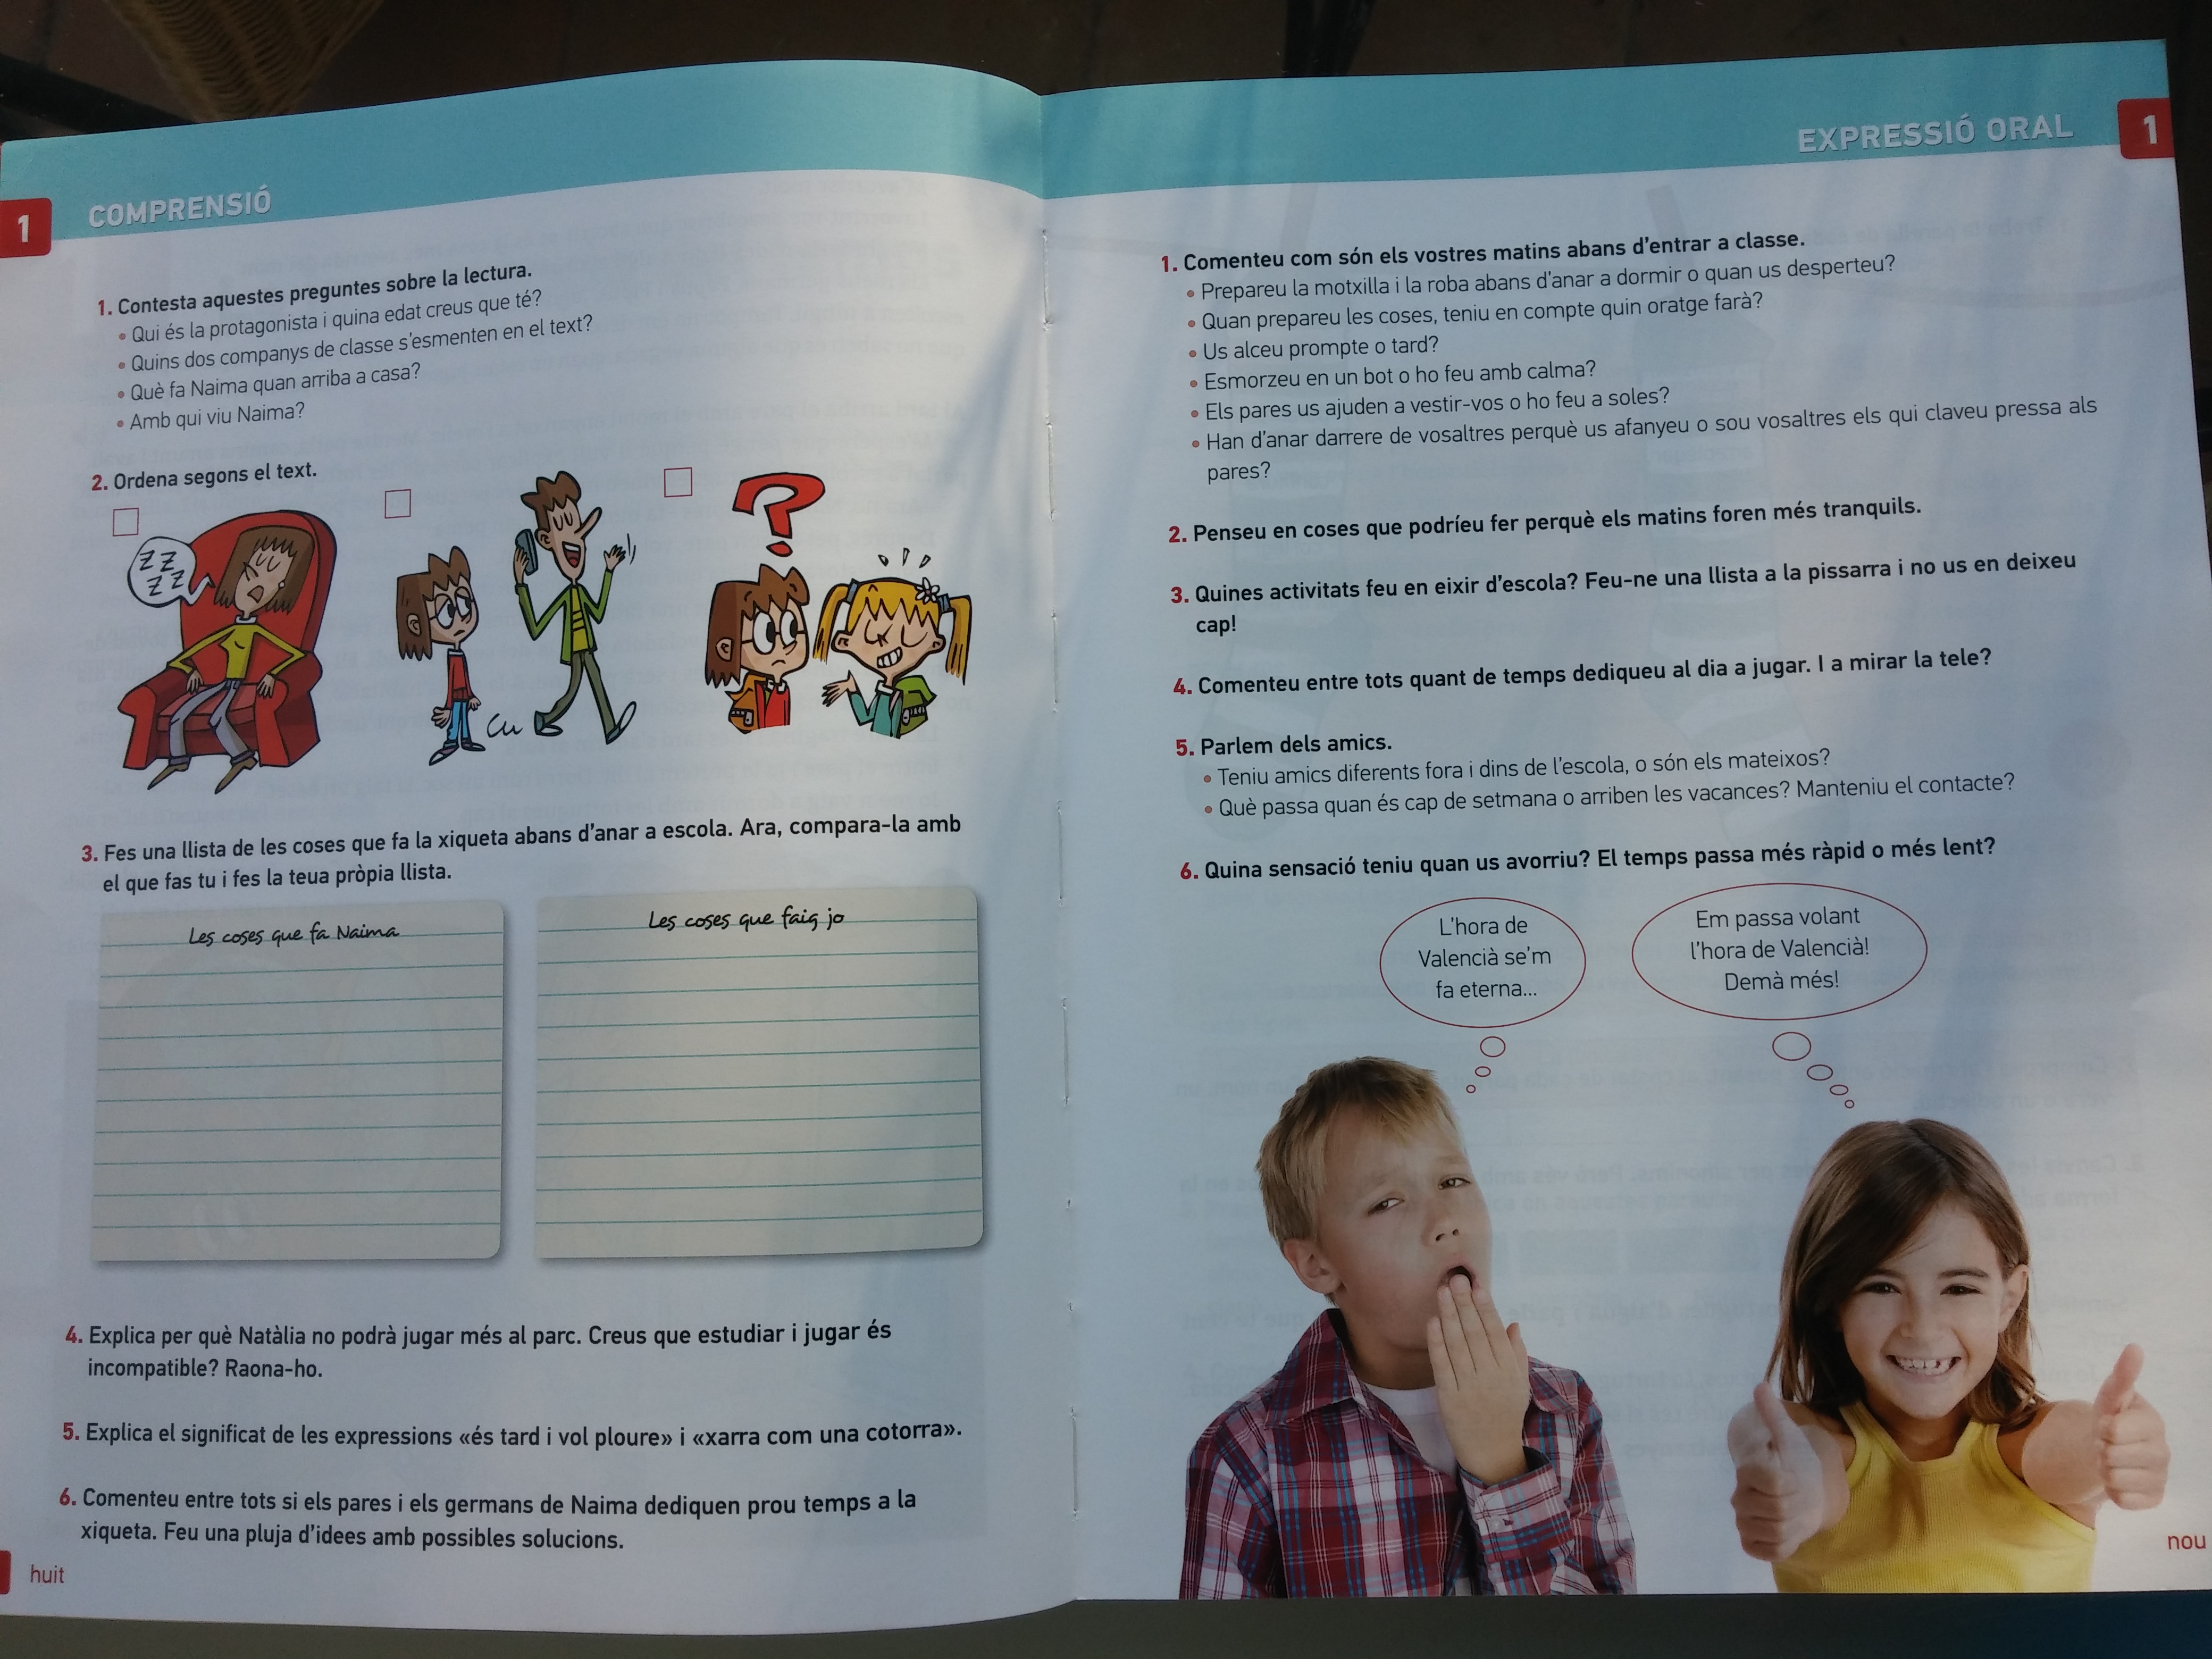 1
COMPRENSIÓ
1. Contesta aquestes preguntes sobre la lectura.
• Qui és la protagonista i quina edat creus que té?
• Quins dos companys de classe s'esmenten en el text?
• Què fa Naima quan arriba a casa?
• Amb qui viu Naima?
2. Ordena segons el text.
ZZ
ZZ
?
3. Fes una llista de les coses que fa la xiqueta abans d'anar a escola. Ara, compara-la amb
el que fas tu i fes la teua pròpia llista.
Les coses que fa Naima
Les coses que faig jo
4. Explica per què Natàlia no podrà jugar més al parc. Creus que estudiar i jugar és
incompatible? Raona-ho.
5. Explica el significat de les expressions «és tard i vol ploure» i «xarra com una cotorra».
6. Comenteu entre tots si els pares i els germans de Naima dediquen prou temps a la
xiqueta. Feu una pluja d'idees amb possibles solucions.
huit
EXPRESSIÓ ORAL
1
1. Comenteu com són els vostres matins abans d'entrar a classe.
• Prepareu la motxilla i la roba abans d'anar a dormir o quan us desperteu?
• Quan prepareu les coses, teniu en compte quin oratge farà?
• Us alceu prompte o tard?
• Esmorzeu en un bot o ho feu amb calma?
• Els pares us ajuden a vestir-vos o ho feu a soles?
• Han d'anar darrere de vosaltres perquè us afanyeu o sou vosaltres els qui claveu pressa als
pares?
2. Penseu en coses que podríeu fer perquè els matins foren més tranquils.
3. Quines activitats feu en eixir d'escola? Feu-ne una llista a la pissarra i no us en deixeu
cap!
4. Comenteu entre tots quant de temps dediqueu al dia a jugar. I a mirar la tele?
5. Parlem dels amics.
• Teniu amics diferents fora i dins de l'escola, o són els mateixos?
• Què passa quan és cap de setmana o arriben les vacances? Manteniu el contacte?
6. Quina sensació teniu quan us avorriu? El temps passa més ràpid o més lent?
L'hora de
Valencià se'm
fa eterna...
Em passa volant
l'hora de Valencià!
Demà més!
nou